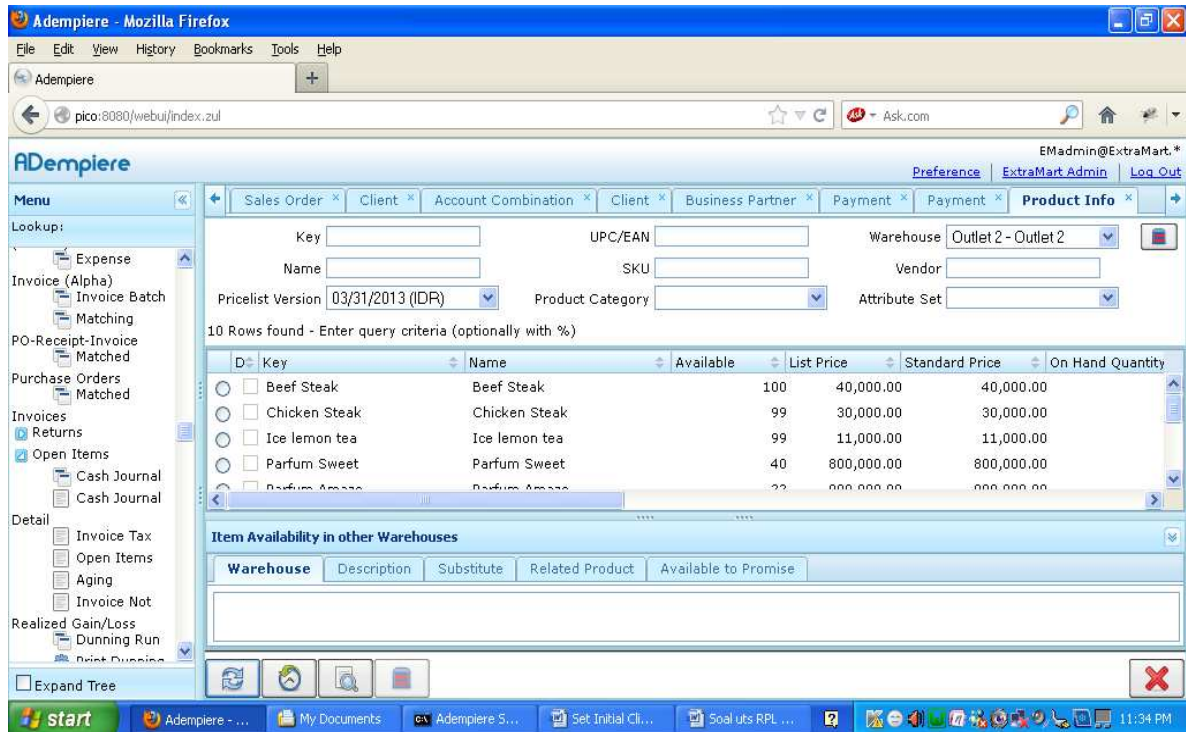 Adempiere - Mozilla Firefox
File Edit View History Bookmarks Tools Help
Adempiere
pico:8080/webui/index.zul
Ask.com
ADempiere
EMadmin@ExtraMart.*
Preference ExtraMart Admin Log Out
Menu
Sales Order Client Account Combination Client Business Partner Payment Payment Product Info
Lookup:
Expense
Invoice (Alpha)
Invoice Batch
Matching
PO-Receipt-Invoice
Matched
Purchase Orders
Matched
Invoices
Returns
Open Items
Cash Journal
Cash Journal
Detail
Invoice Tax
Open Items
Aging
Invoice Not
Realized Gain/Loss
Dunning Run
Print Dunning
Expand Tree
Key UPC/EAN Warehouse Outlet 2 - Outlet 2
Name SKU Vendor
Pricelist Version 03/31/2013 (IDR) Product Category Attribute Set
10 Rows found - Enter query criteria (optionally with %)
D Key Name Available List Price Standard Price On Hand Quantity
Beef Steak Beef Steak 100 40,000.00 40,000.00
Chicken Steak Chicken Steak 99 30,000.00 30,000.00
Ice lemon tea Ice lemon tea 99 11,000.00 11,000.00
Parfum Sweet Parfum Sweet 40 800,000.00 800,000.00
Parfum Parfum
Item Availability in other Warehouses
Warehouse Description Substitute Related Product Available to Promise
start Adempiere - ... My Documents Adempiere S... Set Initial Cli... Soal uts RPL ... 11:34 PM